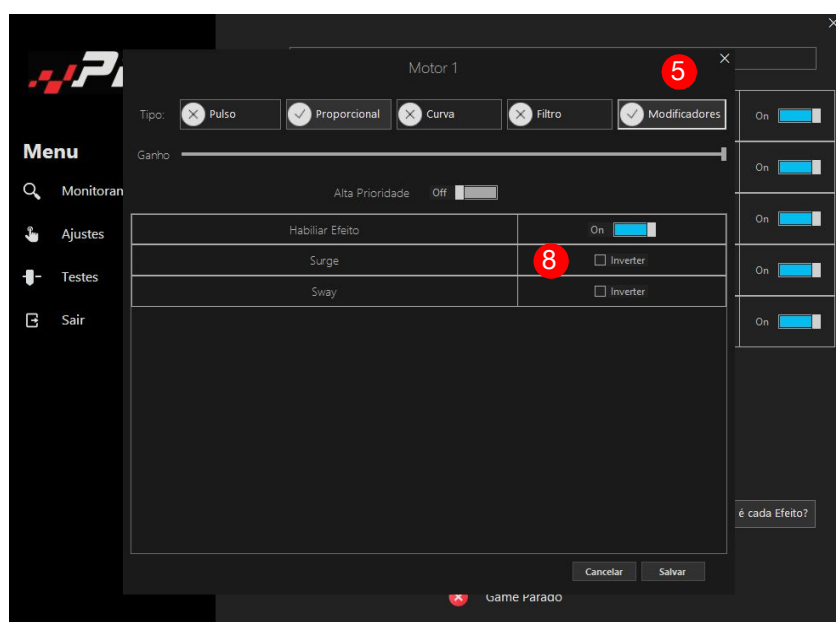 Motor 1
5
Tipo: Pulso Proporcional Curva Filtro Modificadores
On
Menu
Ganho
On
Monitoran
Alta Prioridade Off
On
Ajustes
Habiliar Efeito On
Surge 8 Inverter
On
Testes
Sway Inverter
Sair
On
é cada Efeito?
Cancelar Salvar
Game Parado